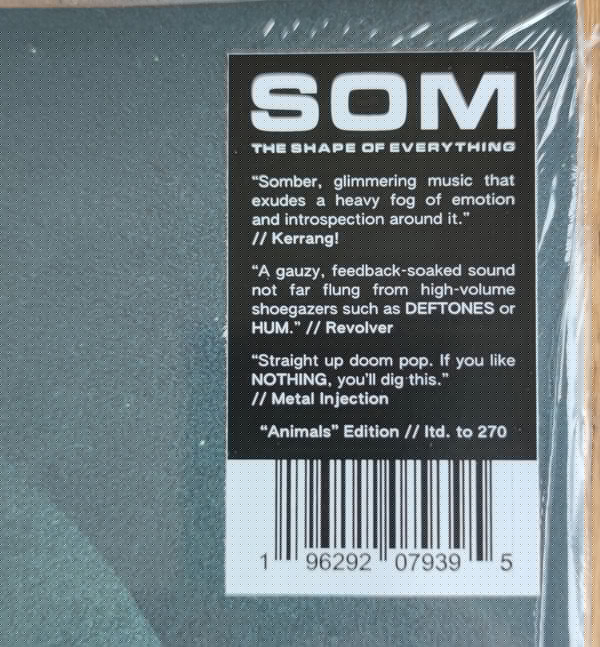 SOM
THE SHAPE OF EVERYTHING
“Somber, glimmering music that
exudes a heavy fog of emotion
and introspection around it.”
// Kerrang!
“A gauzy, feedback-soaked sound
not far flung from high-volume
shoegazers such as DEFTONES or
HUM.” // Revolver
“Straight up doom pop. If you like
NOTHING, you’ll dig this.”
// Metal Injection
“Animals” Edition // ltd. to 270
1 96292 07939 5